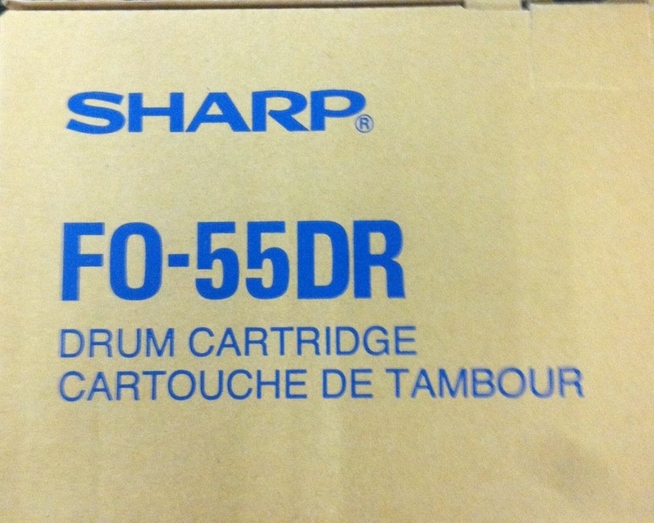 SHARP®
FO-55DR
DRUM CARTRIDGE
CARTOUCHE DE TAMBOUR